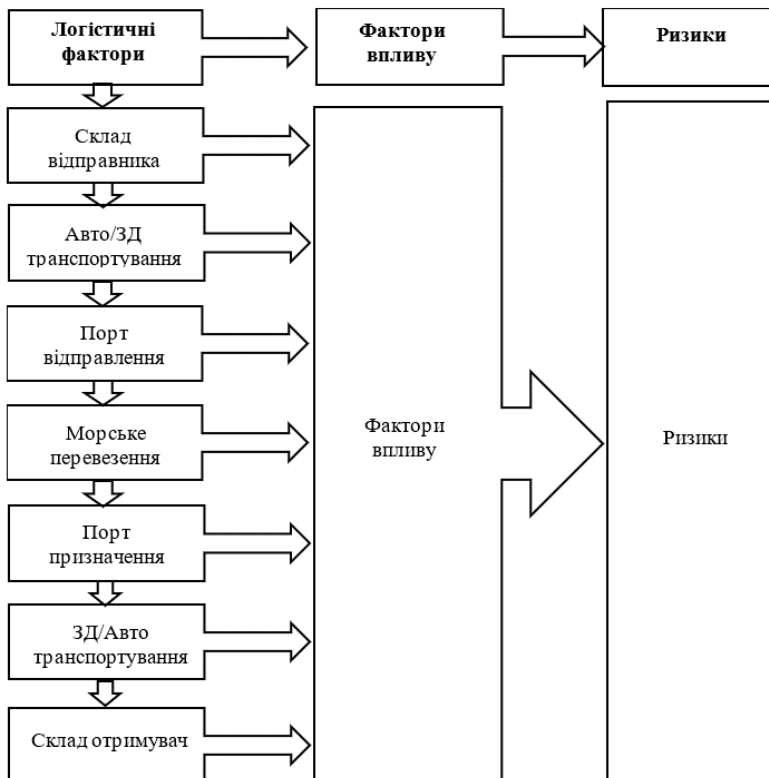 Логістичні
фактори
Фактори
впливу
Ризики
Склад
відправника
Авто/ЗД
транспортування
Порт
відправлення
Морське
перевезення
Порт
призначення
ЗД/Авто
транспортування
Склад отримувач
Фактори
впливу
Ризики